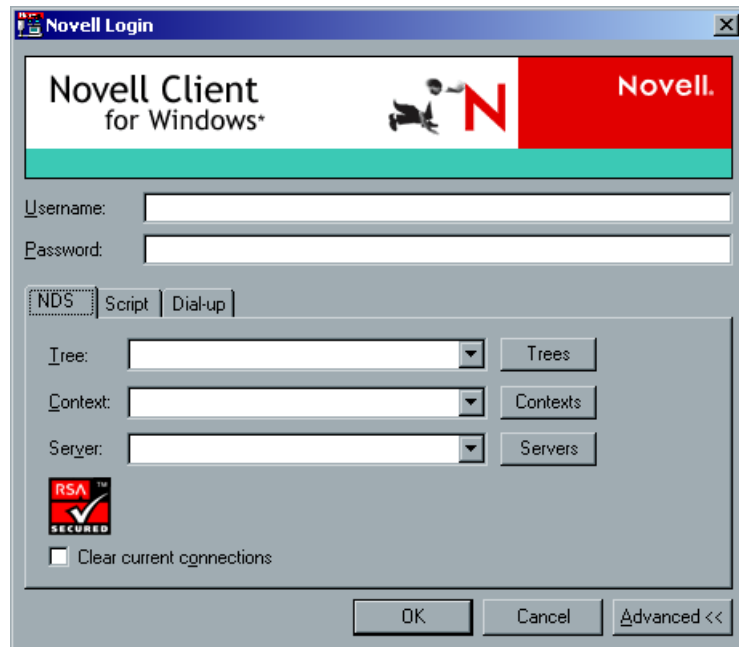 Novell Login
Novell Client
for Windows*
N
Novell.
Username:
Password:
NDS Script Dial-up
Tree: Trees
Context: Contexts
Server: Servers
RSA ™
SECURED
Clear current connections
OK Cancel Advanced <<